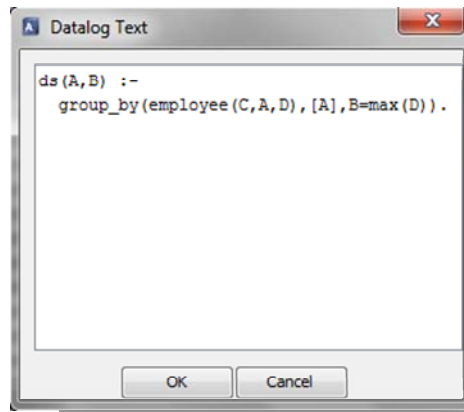 Datalog Text
ds(A,B) :-
group_by(employee(C,A,D),[A],B=max(D)).
OK
Cancel